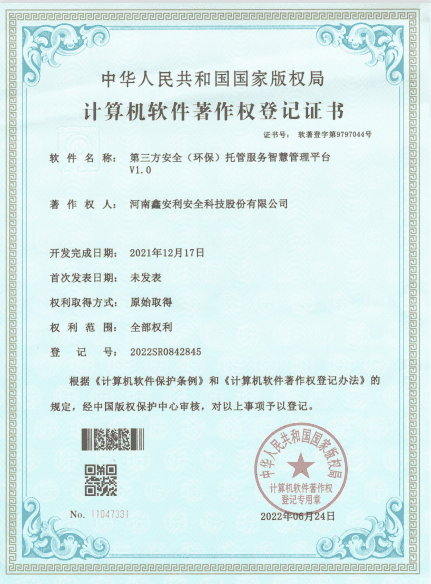 中华人民共和国国家版权局
计算机软件著作权登记证书
证书号： 软著登字第9797044号
软件名称： 第三方安全（环保）托管服务智慧管理平台
V1.0
著作权人： 河南鑫安利安全科技股份有限公司
开发完成日期： 2021年12月17日
首次发表日期： 未发表
权利取得方式： 原始取得
权利范围： 全部权利
登记号： 2022SR0842845
根据《计算机软件保护条例》和《计算机软件著作权登记办法》的
规定，经中国版权保护中心审核，对以上事项予以登记。
中华人民共和国国家版权局
计算机软件著作权
登记专用章
No. 11047331
2022年06月24日